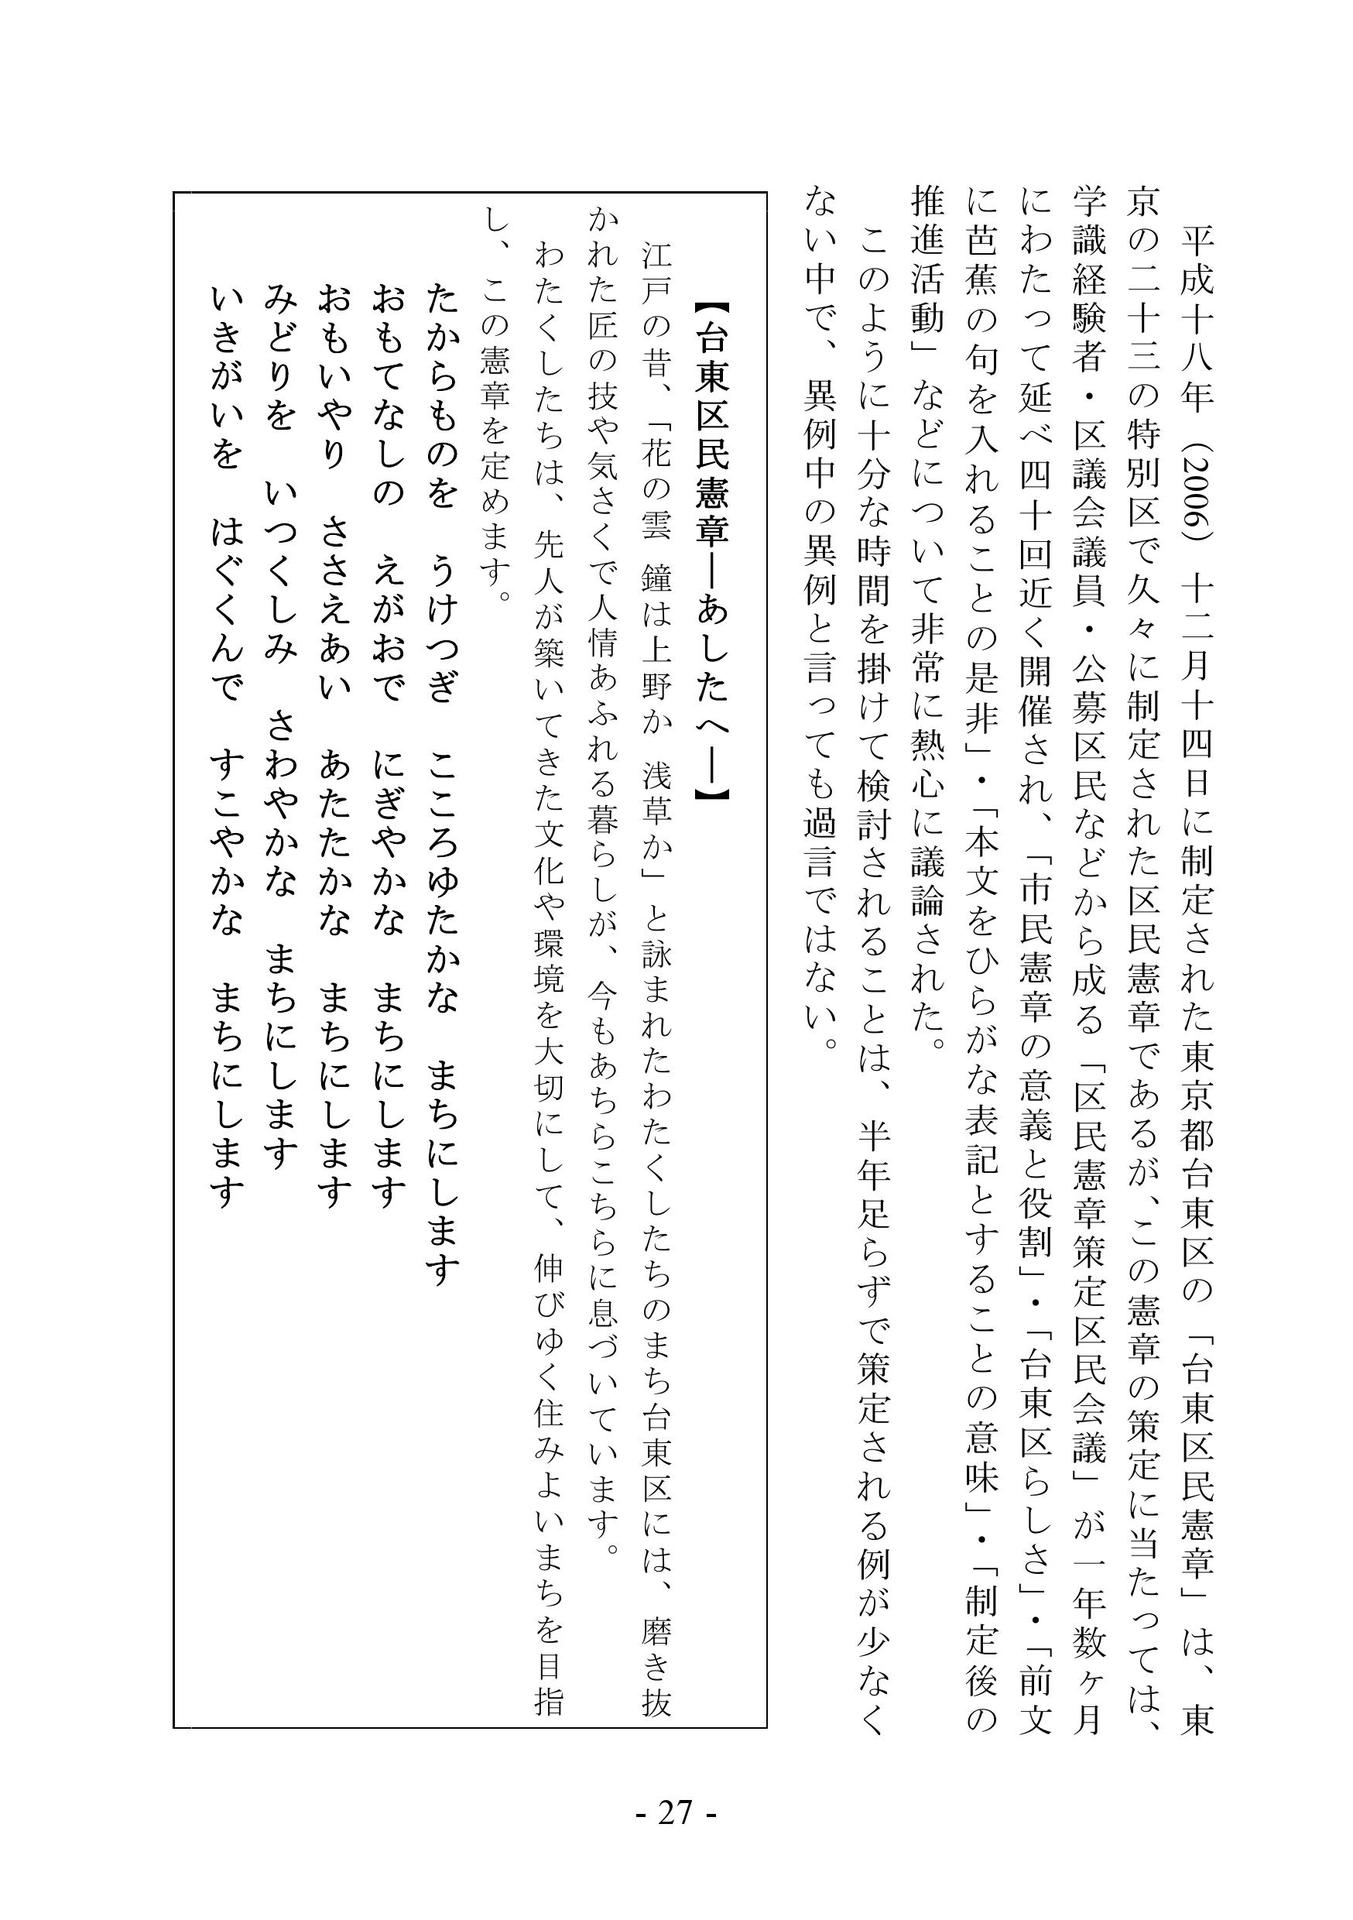 平成十八年（2006）十二月十四日に制定された東京都台東区の「台東区民憲章」は、東
京の二十三の特別区で久々に制定された区民憲章であるが、この憲章の策定に当たっては、
学識経験者・区議会議員・公募区民などから成る「区民憲章策定区民会議」が一年数ヶ月
にわたって延べ四十回近く開催され、「市民憲章の意義と役割」・「台東区らしさ」・「前文
に芭蕉の句を入れることの是非」・「本文をひらがな表記とすることの意味」・「制定後の
推進活動」などについて非常に熱心に議論された。
　このように十分な時間を掛けて検討されることは、半年足らずで策定される例が少なく
ない中で、異例中の異例と言っても過言ではない。
【台東区民憲章―あしたへ―】
　江戸の昔、「花の雲 鐘は上野か 浅草か」と詠まれたわたくしたちのまち台東区には、磨き抜
かれた匠の技や気さくで人情あふれる暮らしが、今もあちらこちらに息づいています。
　わたくしたちは、先人が築いてきた文化や環境を大切にして、伸びゆく住みよいまちを目指
し、この憲章を定めます。
たからものを　うけつぎ　こころゆたかな　まちにします
おもてなしの　えがおで　にぎやかな　まちにします
おもいやり　ささえあい　あたたかな　まちにします
みどりを　いつくしみ　さわやかな　まちにします
いきがいを　はぐくんで　すこやかな　まちにします
- 27 -